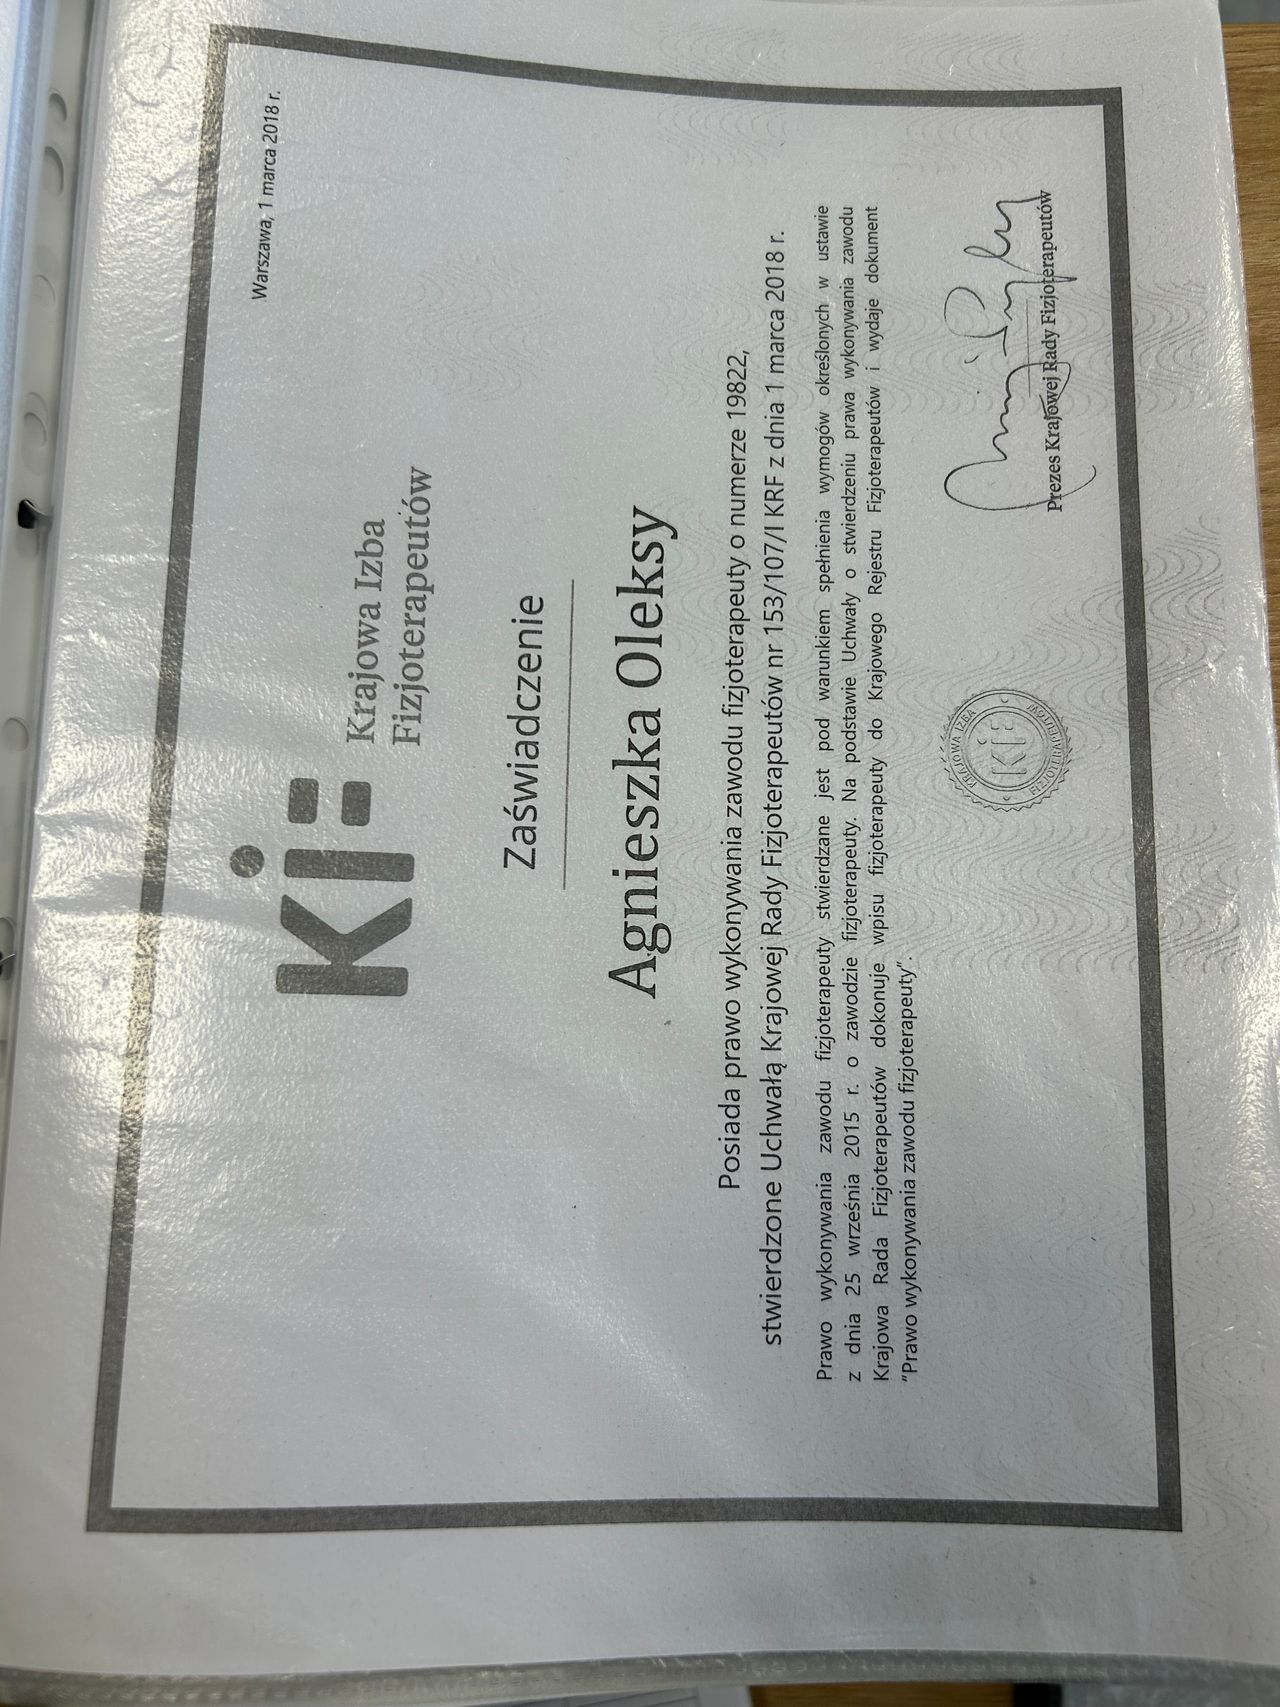 Warszawa, 1 marca 2018 r.
KiF
Krajowa Izba
Fizjoterapeutów
Zaświadczenie
Agnieszka Oleksy
Posiada prawo wykonywania zawodu fizjoterapeuty o numerze 19822,
stwierdzone Uchwałą Krajowej Rady Fizjoterapeutów nr 153/107/I KRF z dnia 1 marca 2018 r.
Prawo wykonywania zawodu fizjoterapeuty stwierdzane jest pod warunkiem spełnienia wymogów określonych w ustawie
z dnia 25 września 2015 r. o zawodzie fizjoterapeuty. Na podstawie Uchwały o stwierdzeniu prawa wykonywania zawodu
Krajowa Rada Fizjoterapeutów dokonuje wpisu fizjoterapeuty do Krajowego Rejestru Fizjoterapeutów i wydaje dokument
"Prawo wykonywania zawodu fizjoterapeuty".
KRAJOWA IZBA
KIF
FIZJOTERAPEUTÓW
Prezes Krajowej Rady Fizjoterapeutów